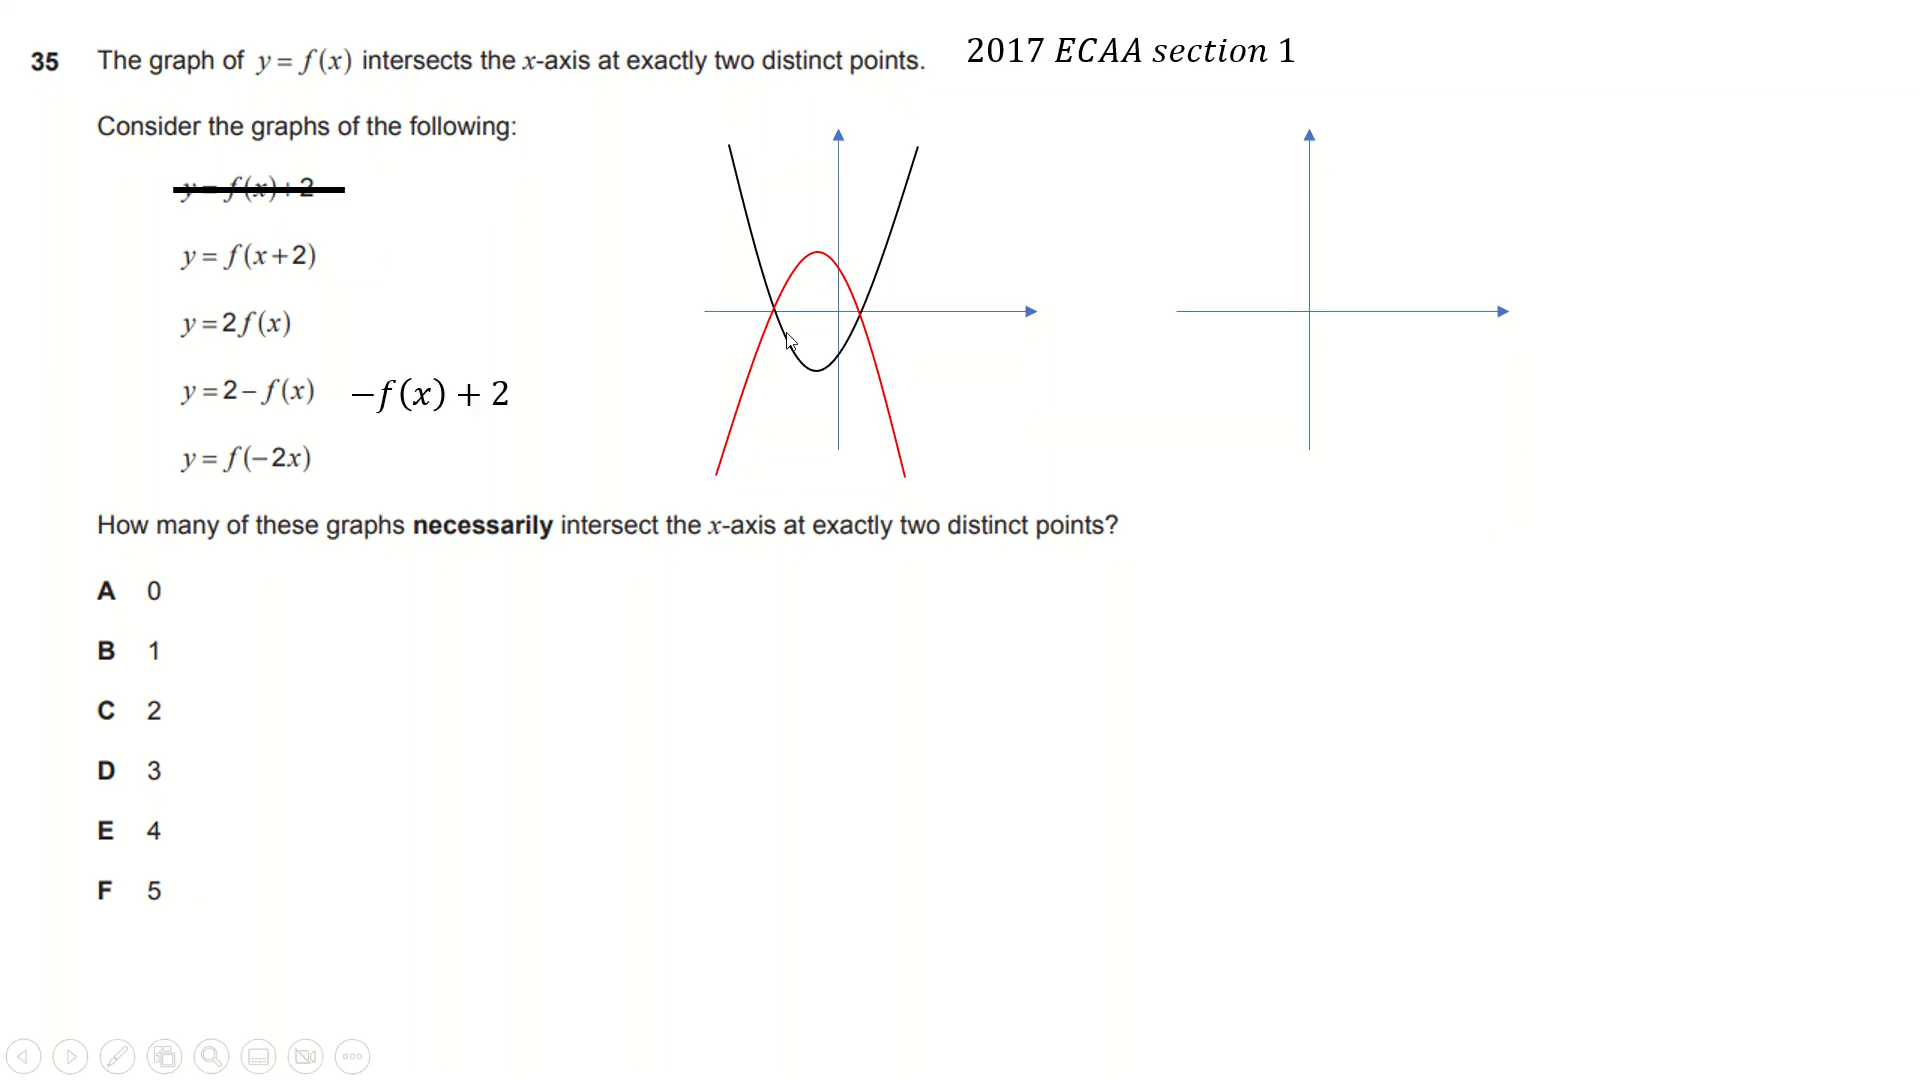 35 The graph of y = f(x) intersects the x-axis at exactly two distinct points. 2017 ECAA section 1
Consider the graphs of the following:
y = f(x)+2
y = f(x+2)
y = 2f(x)
y = 2 − f(x) −f(x) + 2
y = f(−2x)
How many of these graphs necessarily intersect the x-axis at exactly two distinct points?
A 0
B 1
C 2
D 3
E 4
F 5